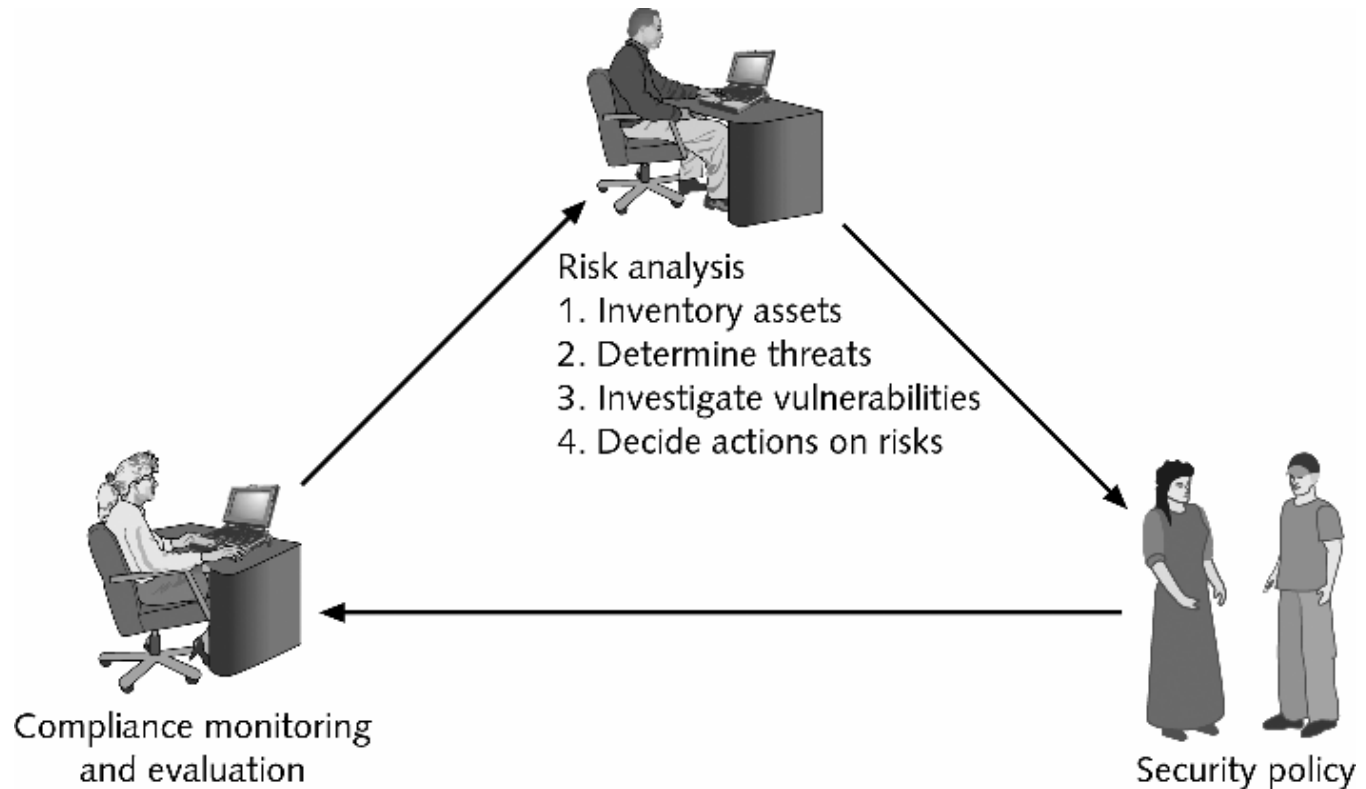 Risk analysis
1. Inventory assets
2. Determine threats
3. Investigate vulnerabilities
4. Decide actions on risks
Compliance monitoring
and evaluation
Security policy